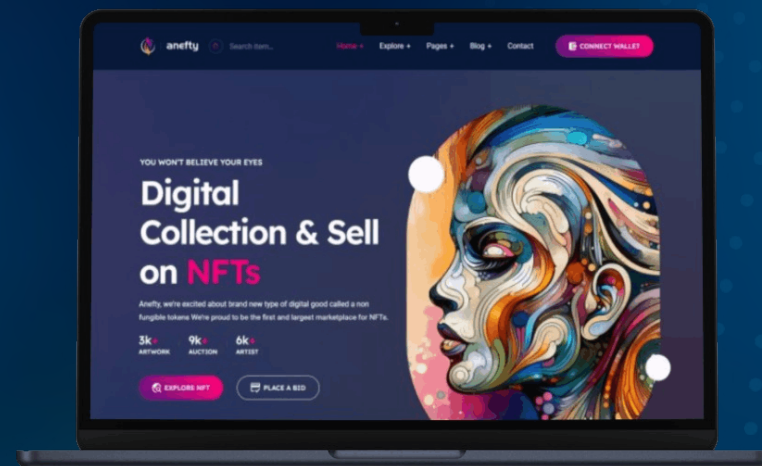 anefty
Search item...
Home + Explore + Pages + Blog + Contact
CONNECT WALLET
YOU WON'T BELIEVE YOUR EYES
Digital
Collection & Sell
on NFTs
Anefty, we're excited about brand new type of digital good called a non
fungible tokens We're proud to be the first and largest marketplace for NFTs.
3k+ 9k+ 6k+
ARTWORK AUCTION ARTIST
EXPLORE NFT
PLACE A BID